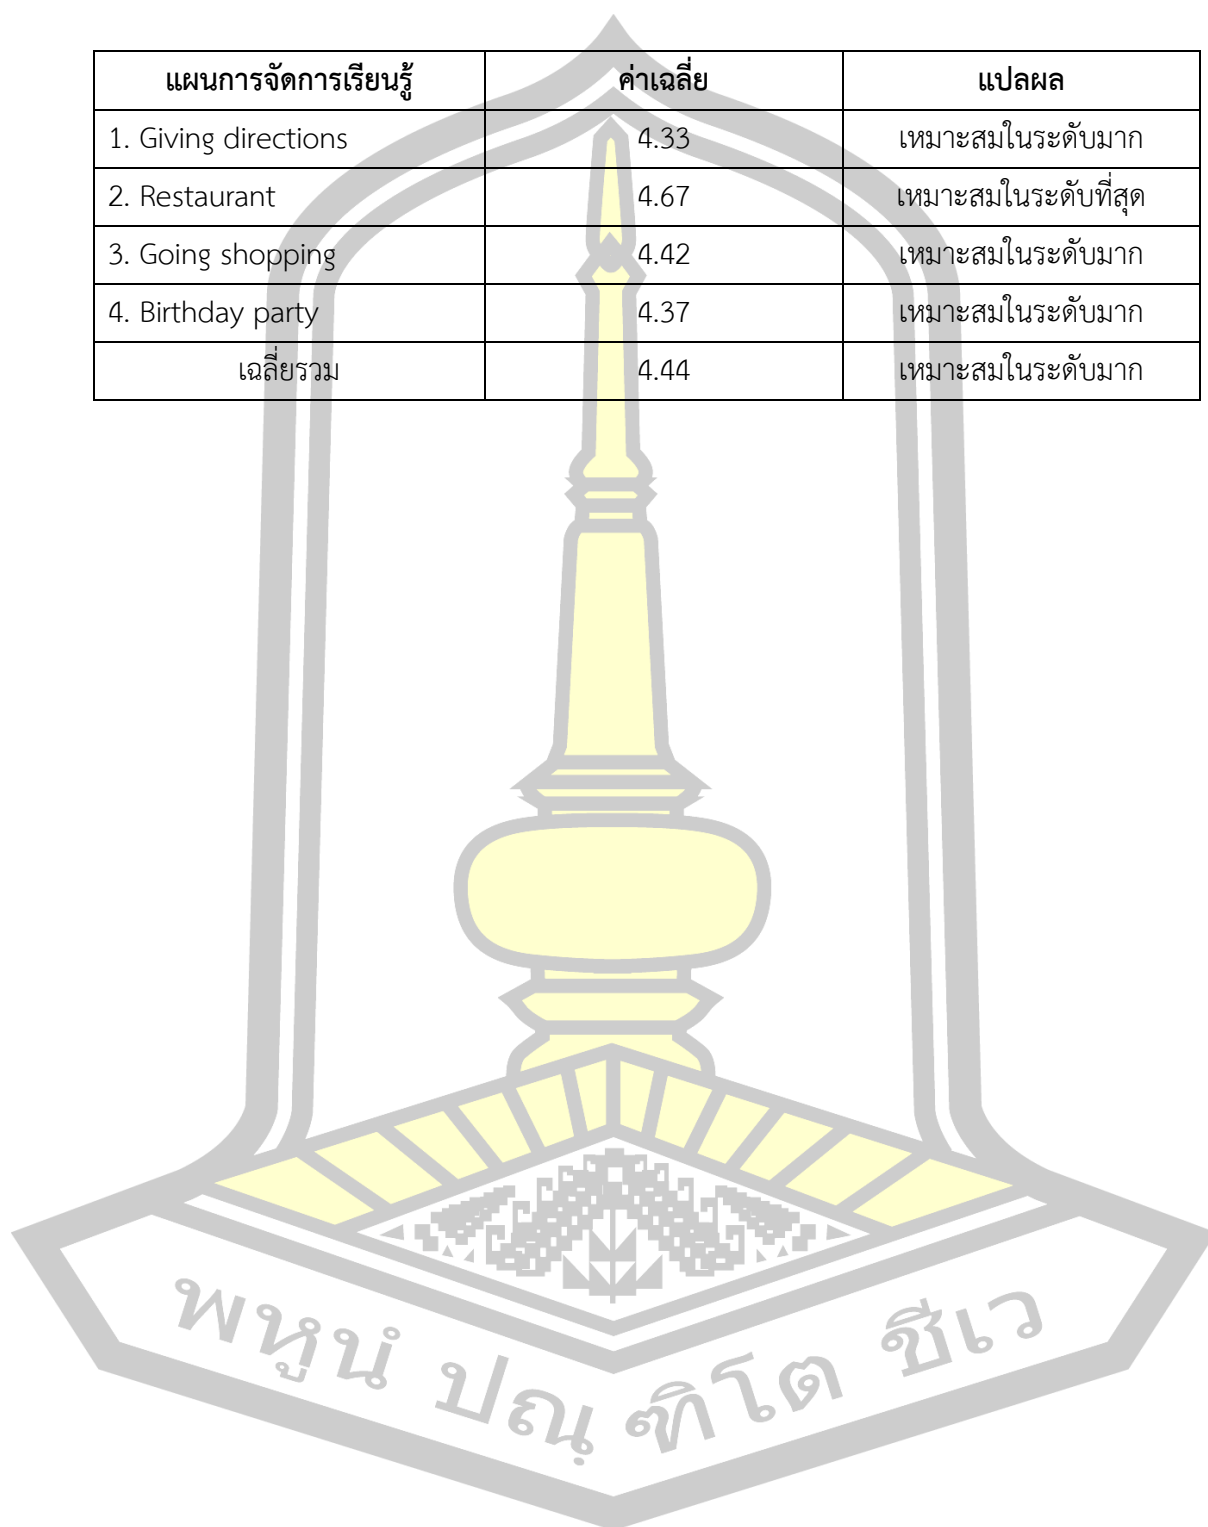 แผนการจัดการเรียนรู้ ค่าเฉลี่ย แปลผล
1. Giving directions 4.33 เหมาะสมในระดับมาก
2. Restaurant 4.67 เหมาะสมในระดับที่สุด
3. Going shopping 4.42 เหมาะสมในระดับมาก
4. Birthday party 4.37 เหมาะสมในระดับมาก
เฉลี่ยรวม 4.44 เหมาะสมในระดับมาก
พหูนํ ปณฺฑิโต ชีเว